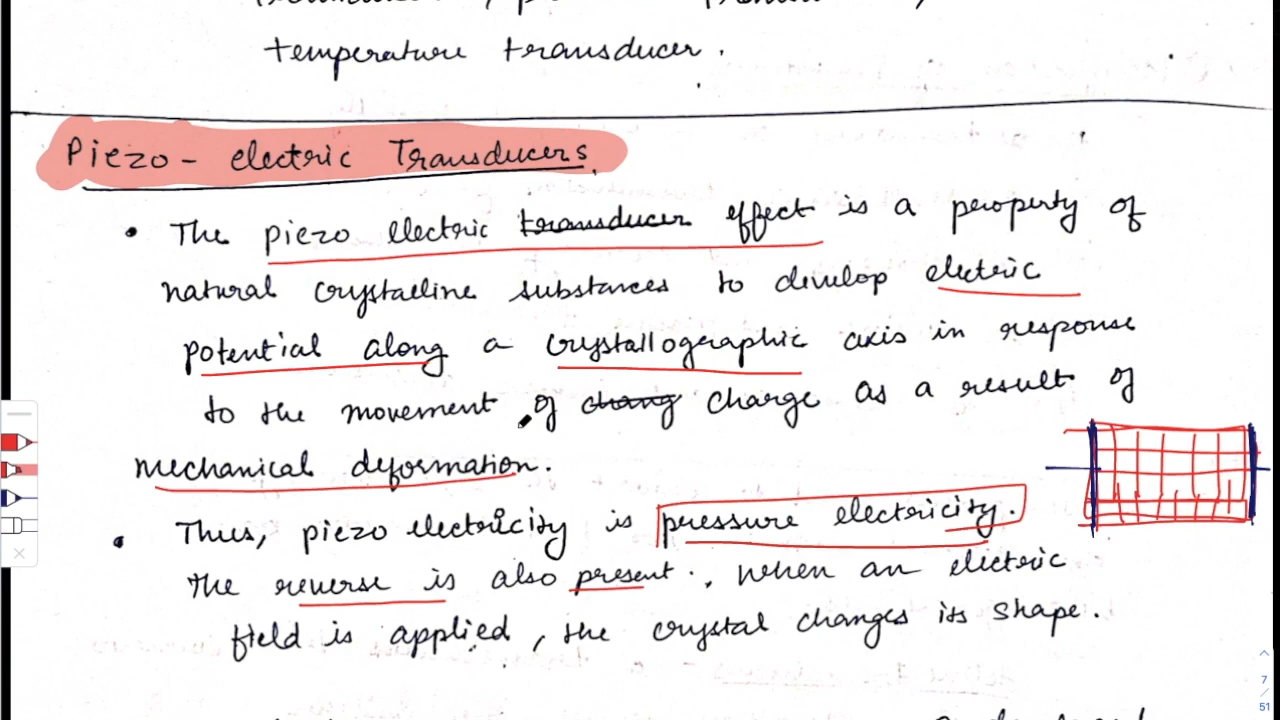 temperature transducer.
Piezo - electric Transducers
• The piezo electric transducer effect is a property of
natural crystalline substances to develop electric
potential along a crystallographic axis in response
to the movement of chang charge as a result of
mechanical deformation.
• Thus, piezo electricity is pressure electricity.
The reverse is also present. When an electric
field is applied, the crystal changes its shape.
7
/
51